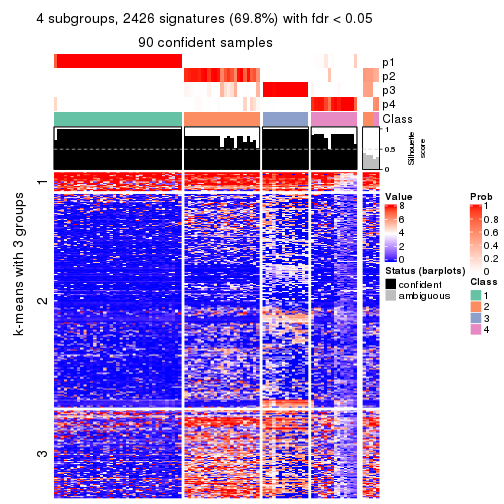 4 subgroups, 2426 signatures (69.8%) with fdr < 0.05
90 confident samples
p1
p2
p3
p4
Class
1
0.5
0
Silhouette
score
k-means with 3 groups
1
2
3
Value
8
6
4
2
0
Status (barplots)
confident
ambiguous
Prob
1
0.8
0.6
0.4
0.2
0
Class
1
2
3
4